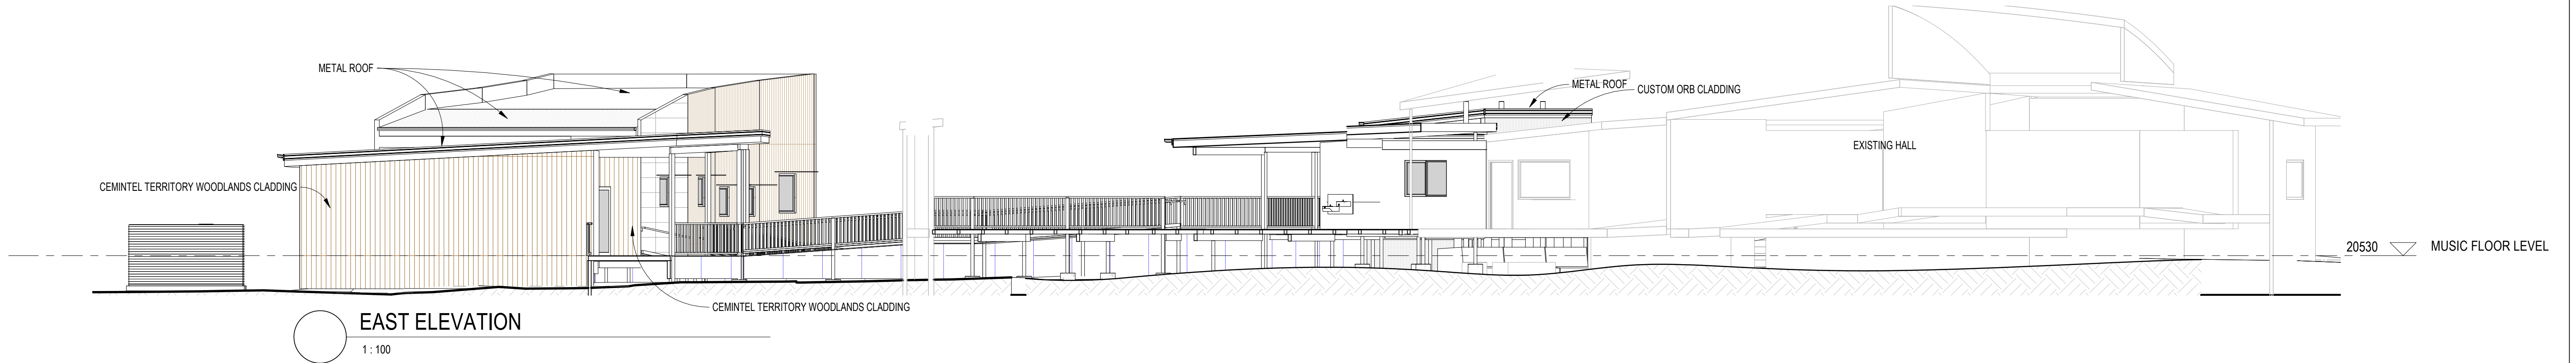 METAL ROOF
METAL ROOF
CUSTOM ORB CLADDING
EXISTING HALL
CEMINTEL TERRITORY WOODLANDS CLADDING
20530 MUSIC FLOOR LEVEL
CEMINTEL TERRITORY WOODLANDS CLADDING
EAST ELEVATION
1 : 100